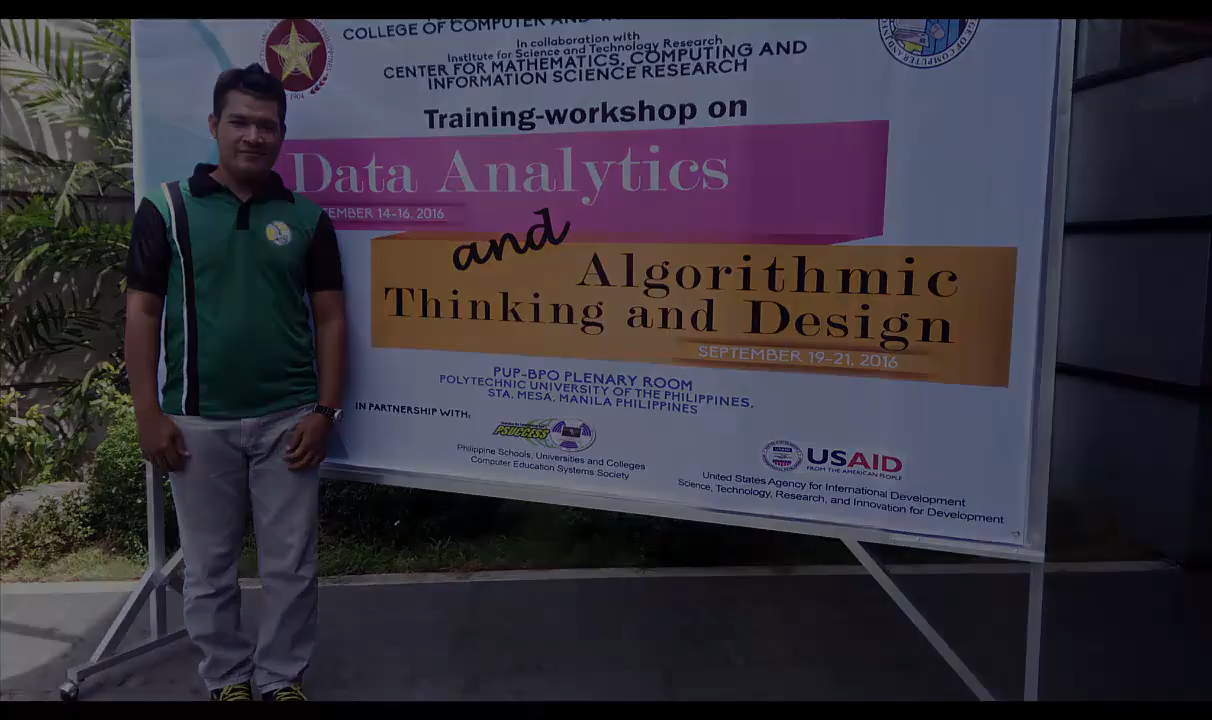 COLLEGE OF COMPUTER AND
In collaboration with
Institute for Science and Technology Research
CENTER FOR MATHEMATICS, COMPUTING AND
INFORMATION SCIENCE RESEARCH
1904
Training-workshop on
Data Analytics
EMBER 14-16, 2016
and
Algorithmic
Thinking and Design
SEPTEMBER 19-21, 2016
PUP-BPO PLENARY ROOM
POLYTECHNIC UNIVERSITY OF THE PHILIPPINES,
STA. MESA, MANILA PHILIPPINES
IN PARTNERSHIP WITH,
PSUCCESS
Philippine Schools, Universities and Colleges
Computer Education Systems Society
USAID
FROM THE AMERICAN PEOPLE
United States Agency for International Development
Science, Technology, Research, and Innovation for Development